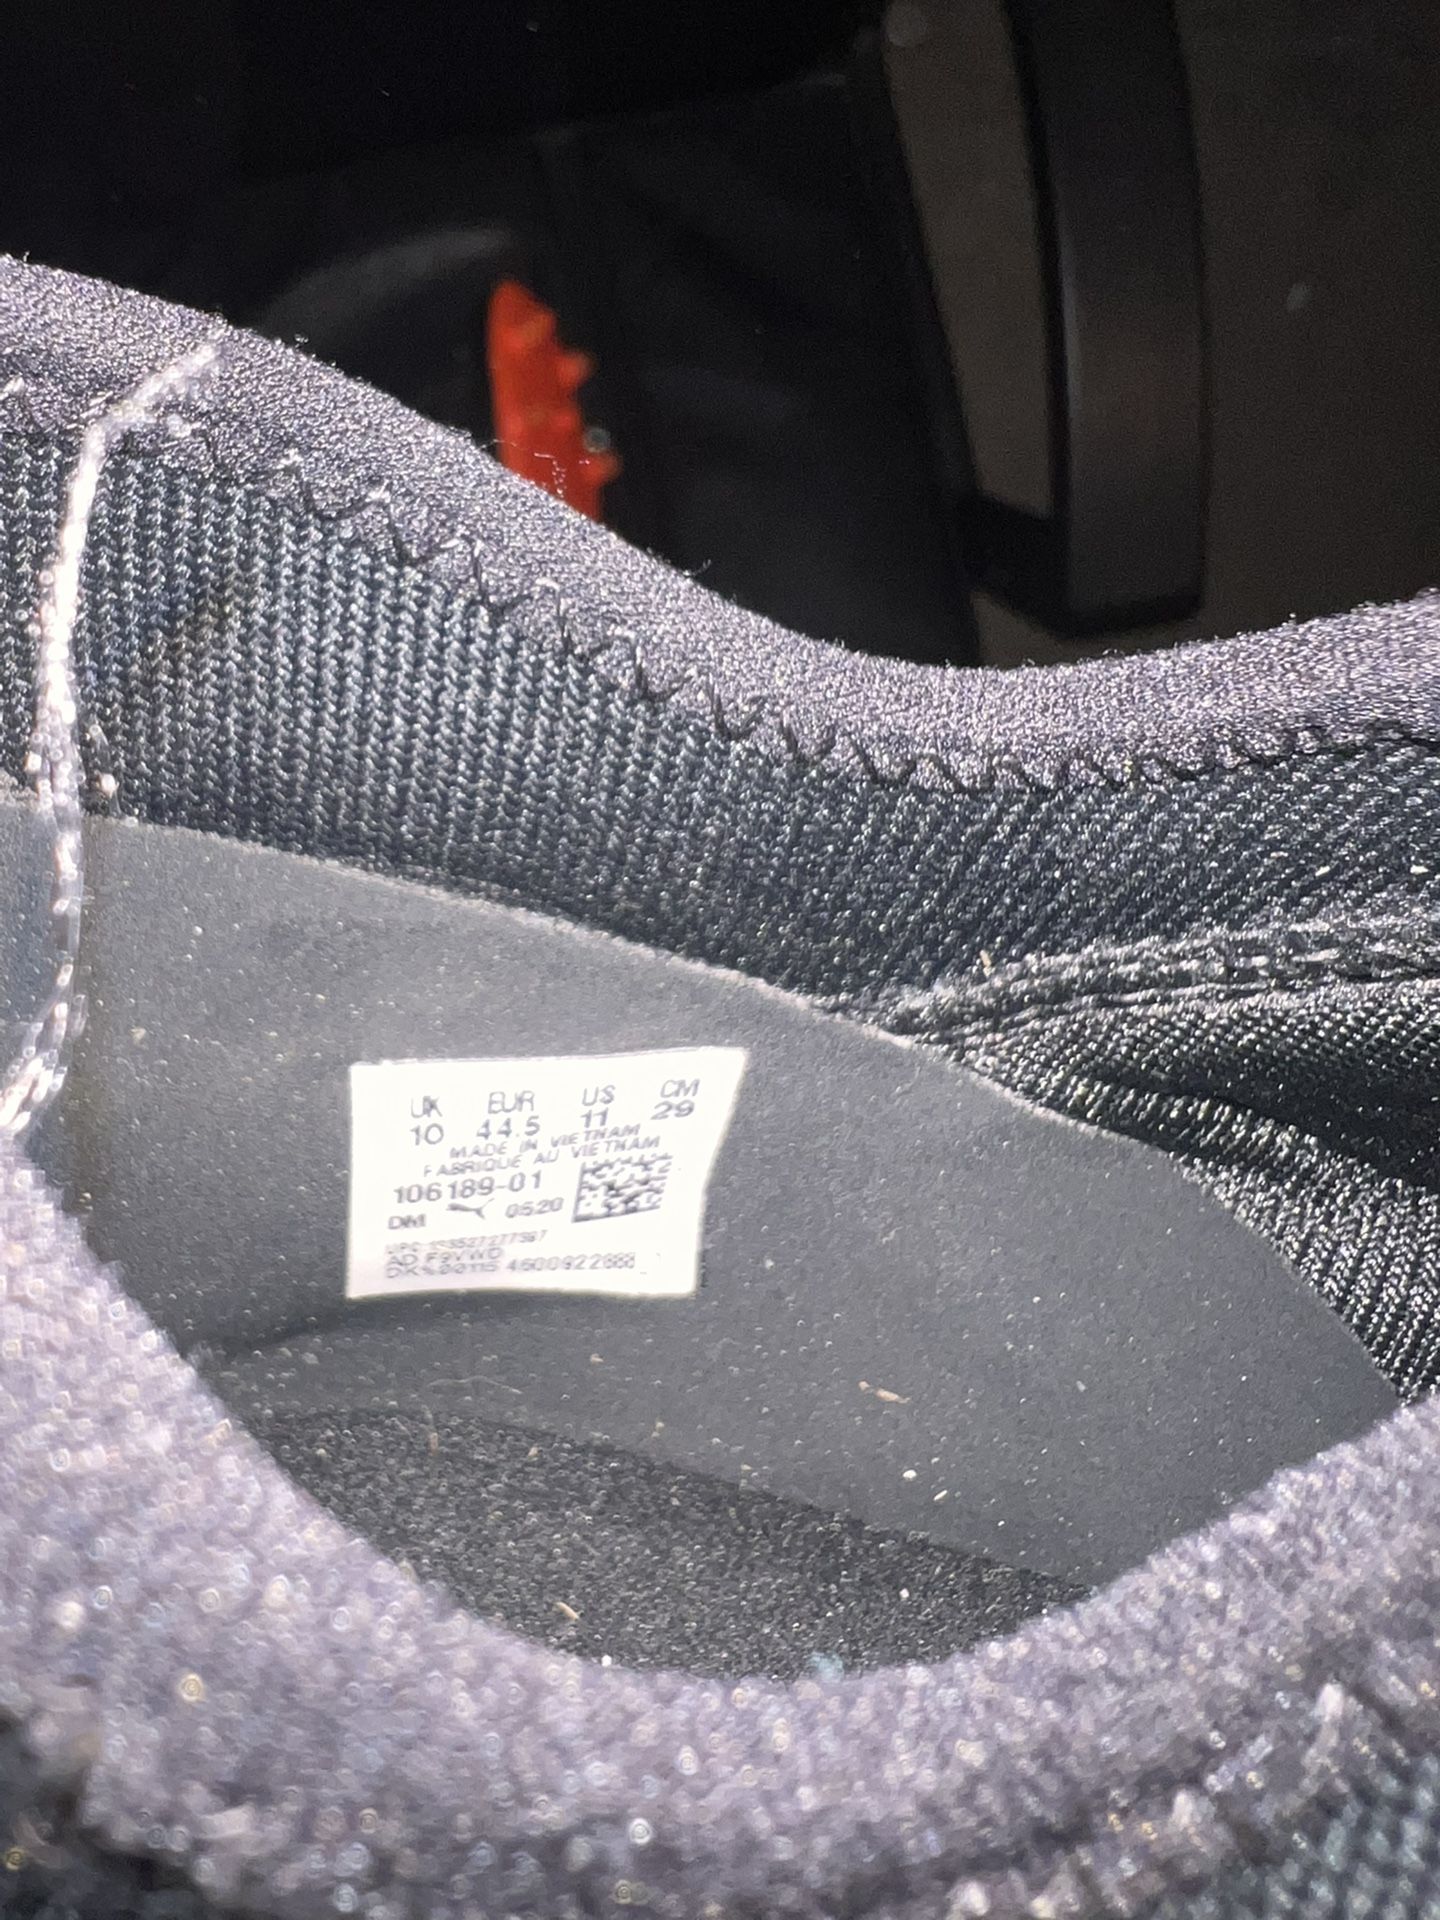 UK EUR US CM
10 44.5 11 29
MADE IN VIETNAM
FABRIQUE AU VIETNAM
106189-01
DM 0520
4500922688